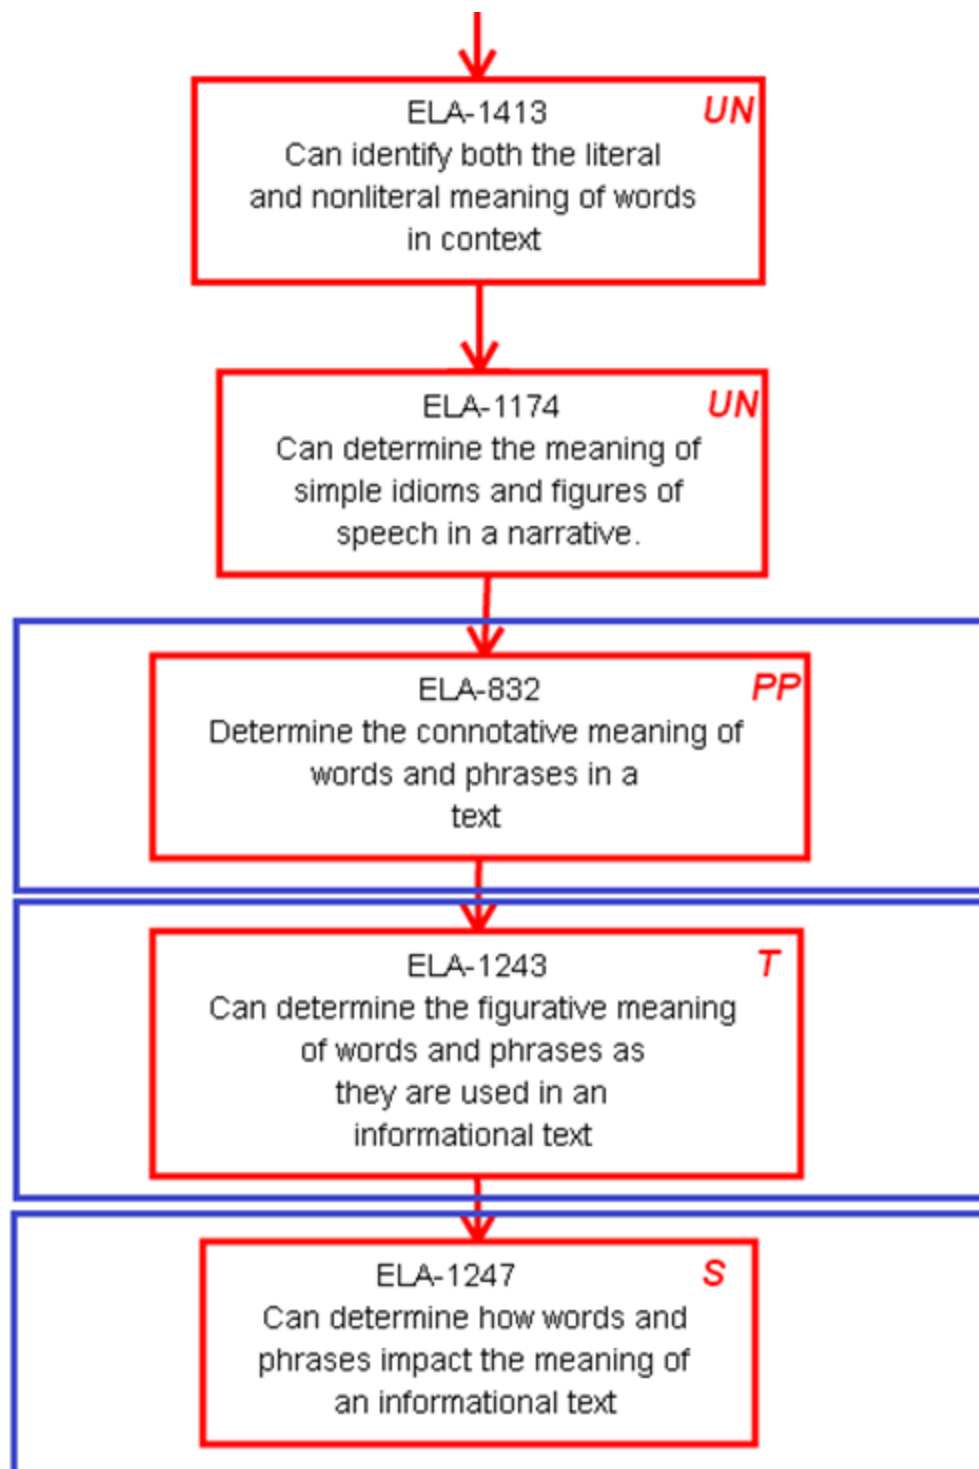 ELA-1413 UN
Can identify both the literal
and nonliteral meaning of words
in context
ELA-1174 UN
Can determine the meaning of
simple idioms and figures of
speech in a narrative.
ELA-832 PP
Determine the connotative meaning of
words and phrases in a
text
ELA-1243 T
Can determine the figurative meaning
of words and phrases as
they are used in an
informational text
ELA-1247 S
Can determine how words and
phrases impact the meaning of
an informational text